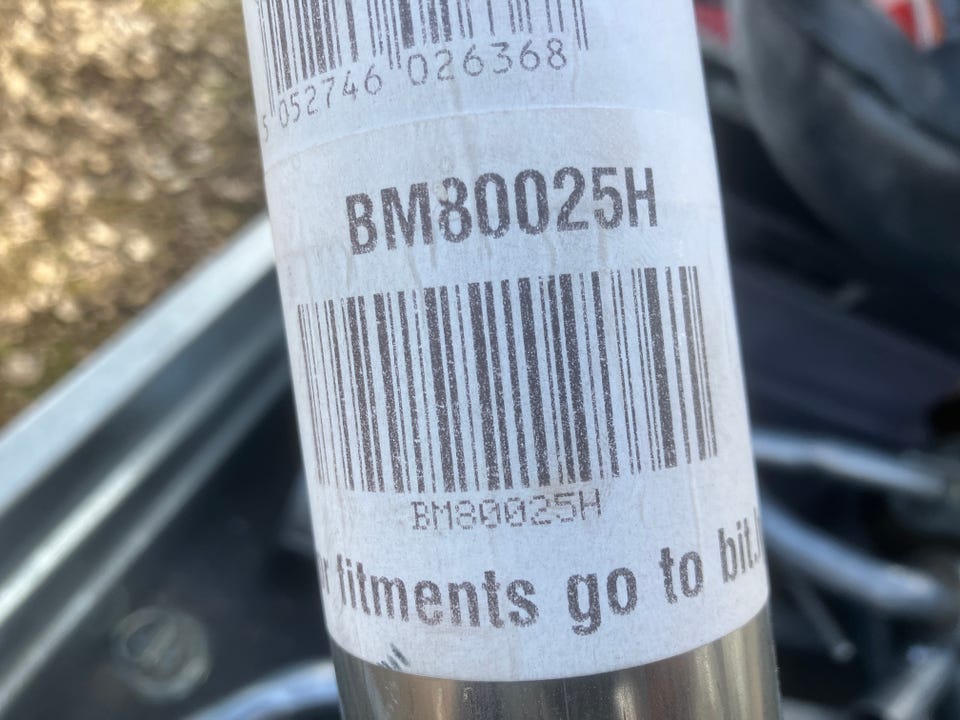 5 052746 026368
BM80025H
BM80025H
r fitments go to bit.